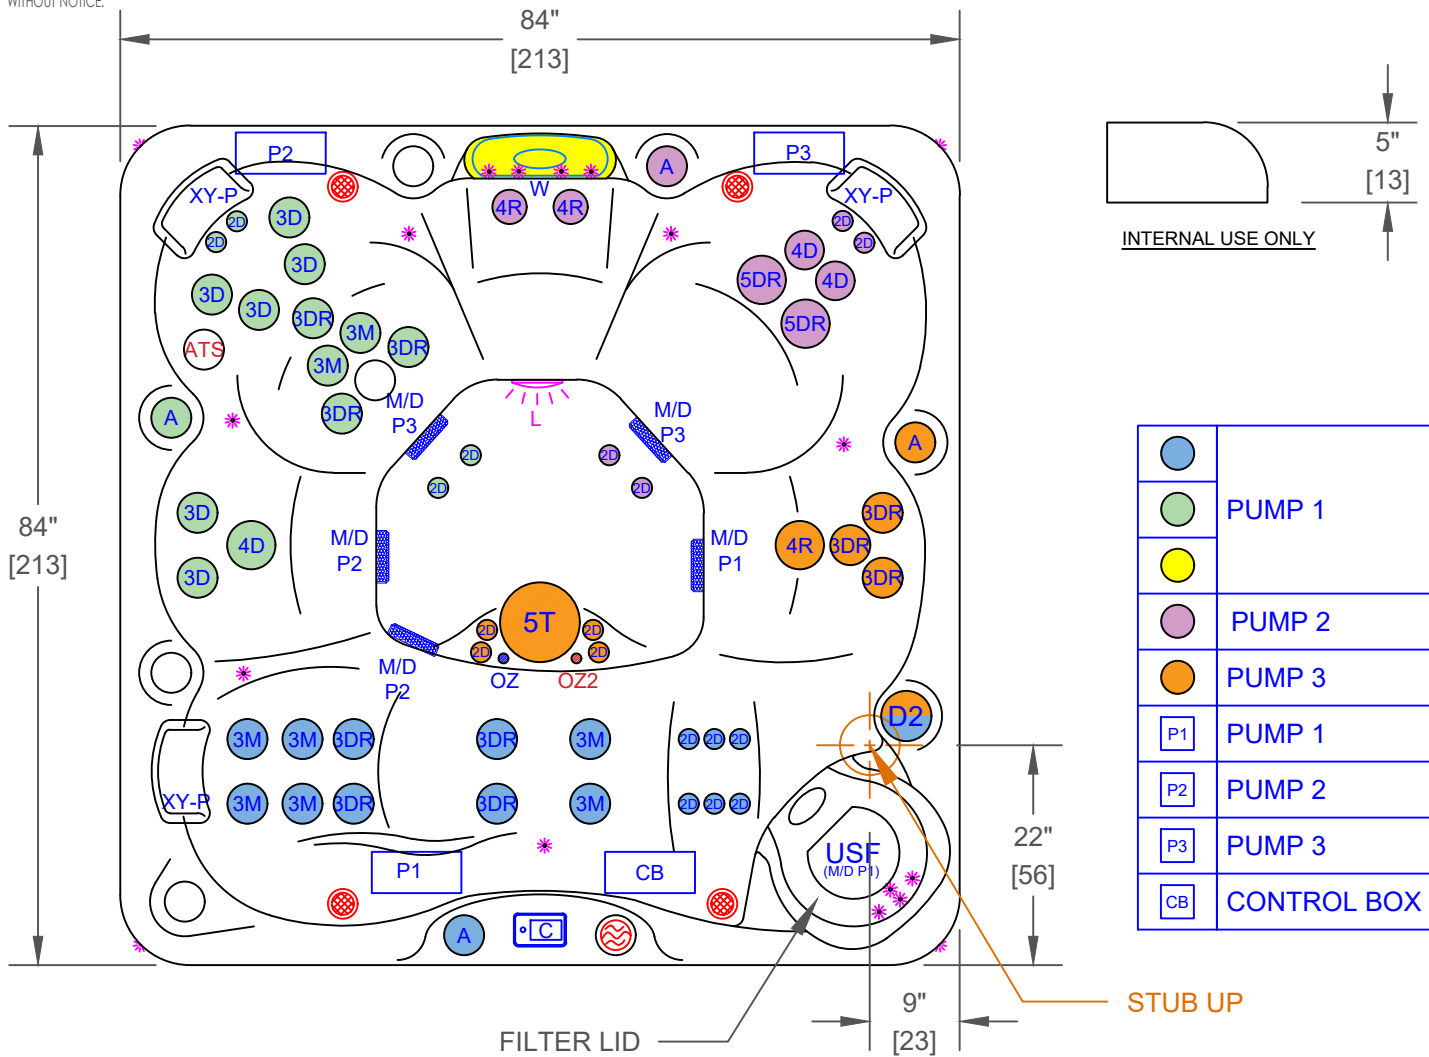 WITHOUT NOTICE.
84"
[213]
5"
[13]
INTERNAL USE ONLY
P2
P3
A
XY-P
XY-P
W
4R
4R
2D
2D
3D
3D
3D
3D
3DR
3M
3DR
3M
3DR
ATS
2D
2D
4D
5DR
4D
5DR
A
A
M/D
P3
M/D
P3
L
2D
2D
2D
2D
84"
[213]
3D
4D
3D
M/D
P2
M/D
P1
4R
3DR
3DR
3DR
5T
2D
2D
2D
2D
OZ
OZ2
M/D
P2
D2
3M
3M
3DR
3DR
3M
2D
2D
2D
XY-P
3M
3M
3DR
3DR
3M
2D
2D
2D
P1
CB
USF
(M/D P1)
A
C
22"
[56]
9"
[23]
STUB UP
FILTER LID
PUMP 1
PUMP 2
PUMP 3
P1 PUMP 1
P2 PUMP 2
P3 PUMP 3
CB CONTROL BOX